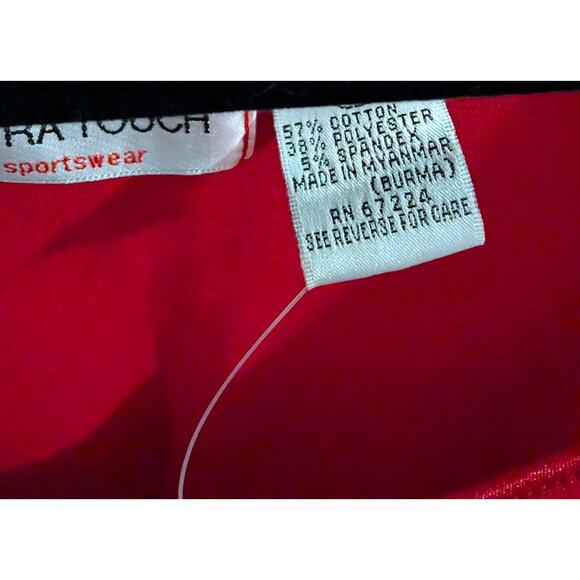 RA TOUCH
sportswear
57% COTTON
38% POLYESTER
5% SPANDEX
MADE IN MYANMAR
(BURMA)
RN 67224
SEE REVERSE FOR CARE